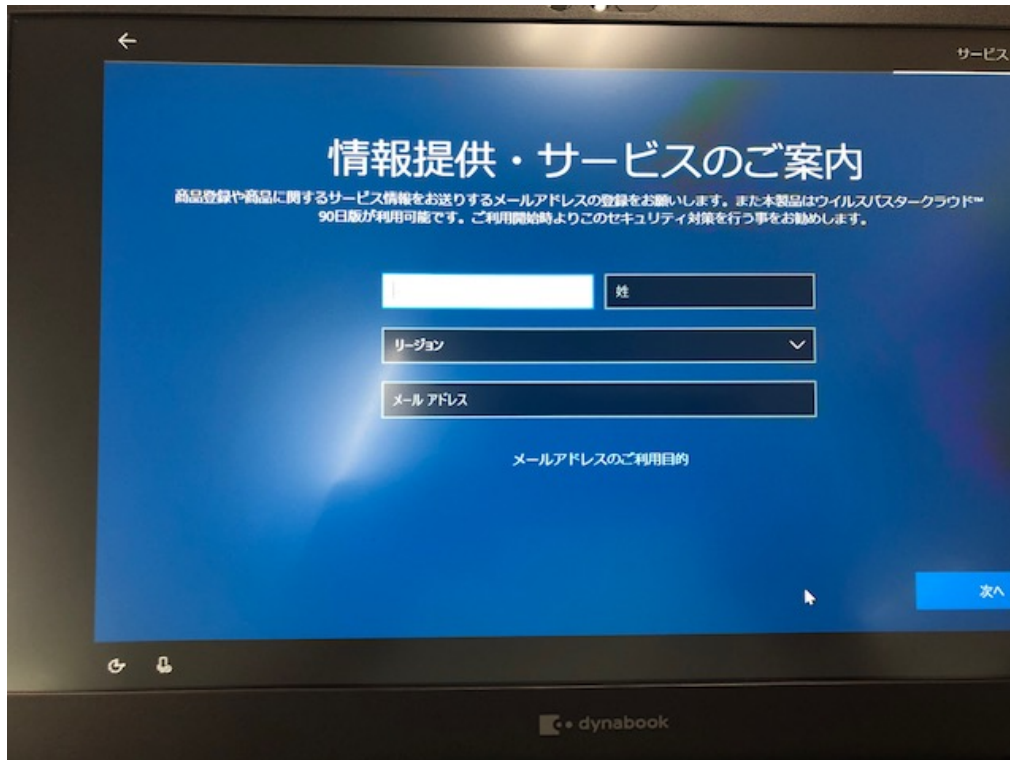 サービス
情報提供・サービスのご案内
商品登録や商品に関するサービス情報をお送りするメールアドレスの登録をお願いします。また本製品はウイルスバスタークラウド™
90日版が利用可能です。ご利用開始時よりこのセキュリティ対策を行う事をお勧めします。
姓
リージョン
メール アドレス
メールアドレスのご利用目的
次へ
dynabook